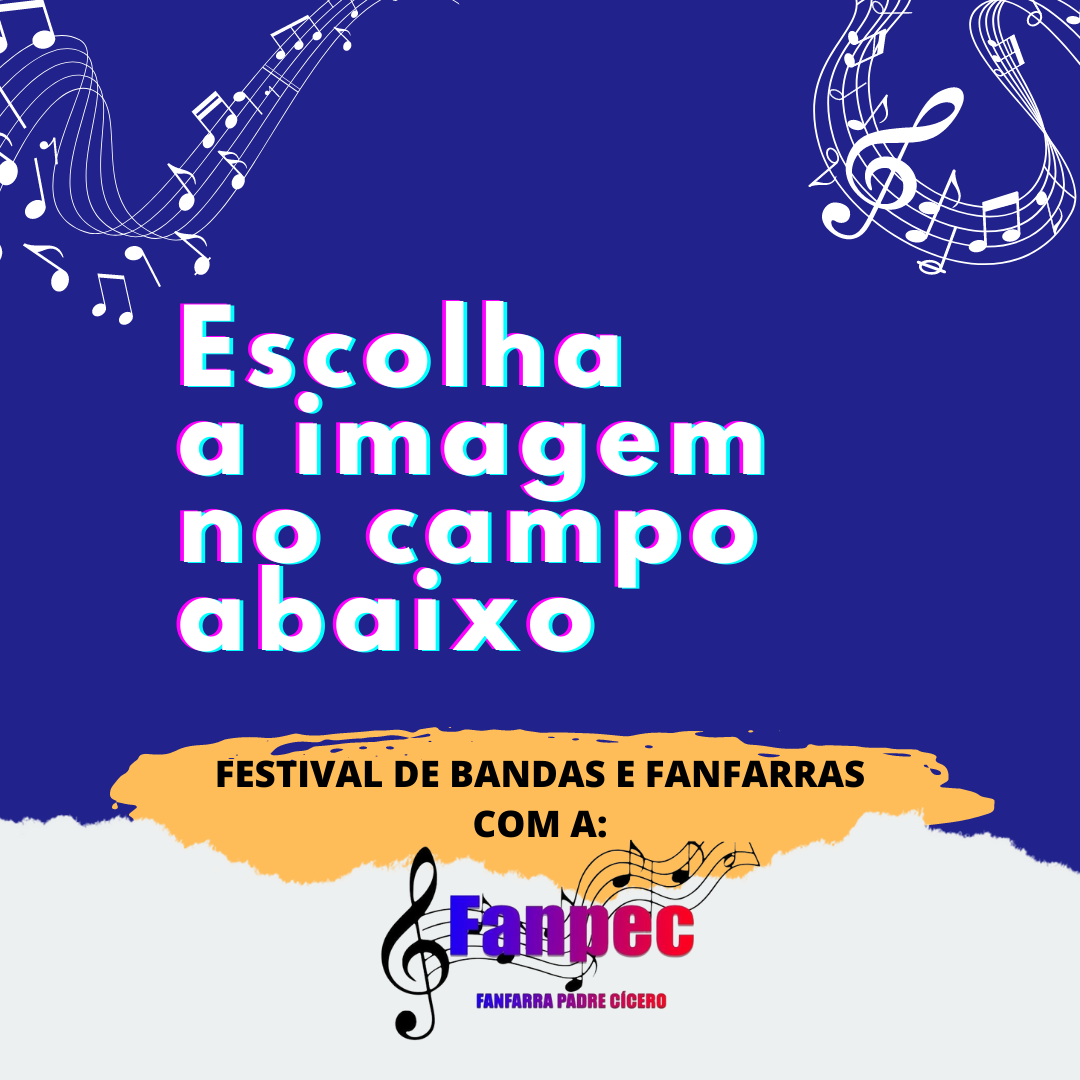 Escolha
a imagem
no campo
abaixo
FESTIVAL DE BANDAS E FANFARRAS
COM A:
Fanpec
FANFARRA PADRE CÍCERO